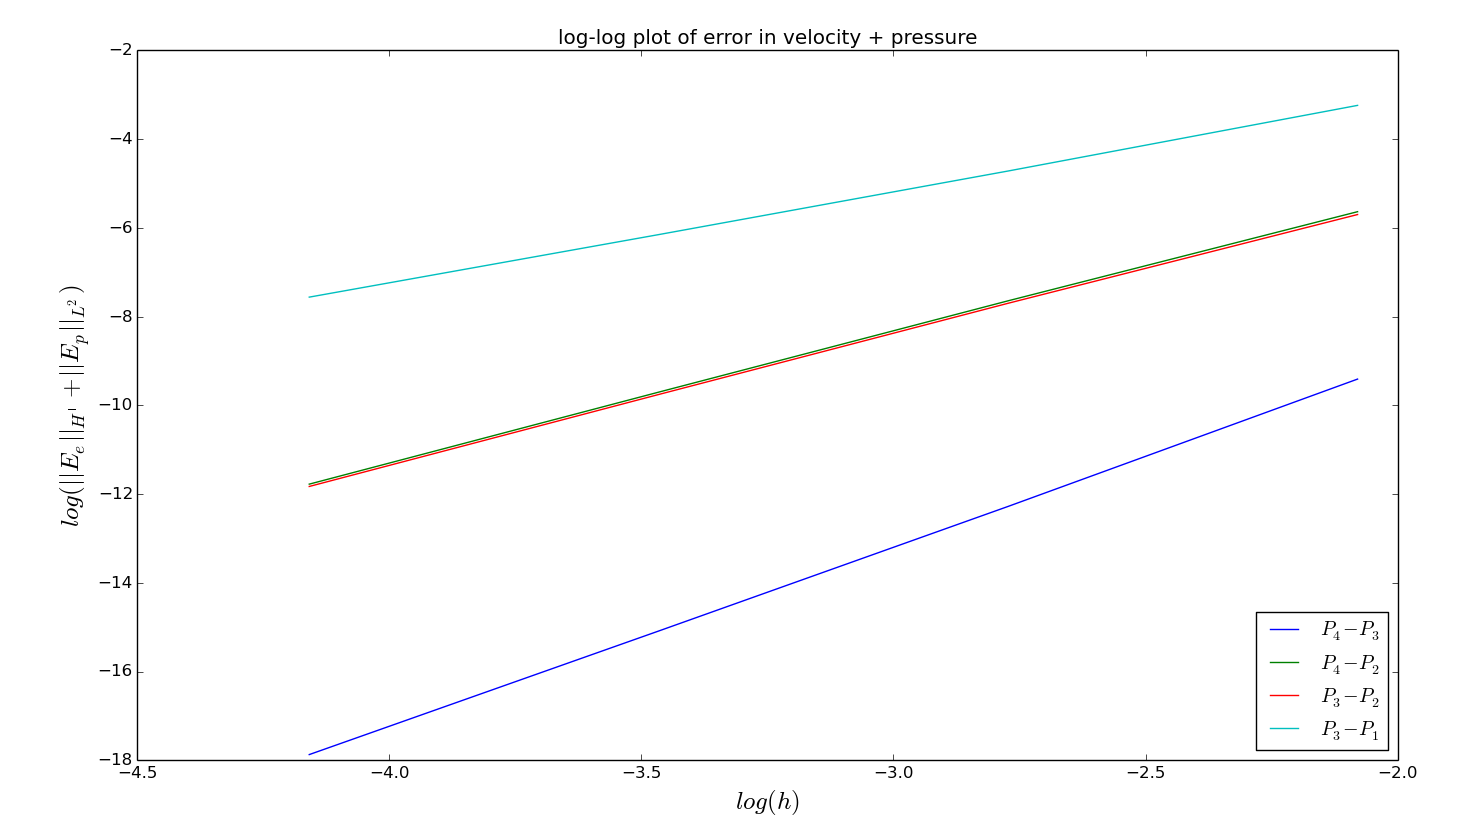 log-log plot of error in velocity + pressure
−2
−4
−6
−8
−10
−12
−14
−16
−18
log(||E_e||_{H^1} + ||E_p||_{L^2})
P_4−P_3
P_4−P_2
P_3−P_2
P_3−P_1
−4.5 −4.0 −3.5 −3.0 −2.5 −2.0
log(h)